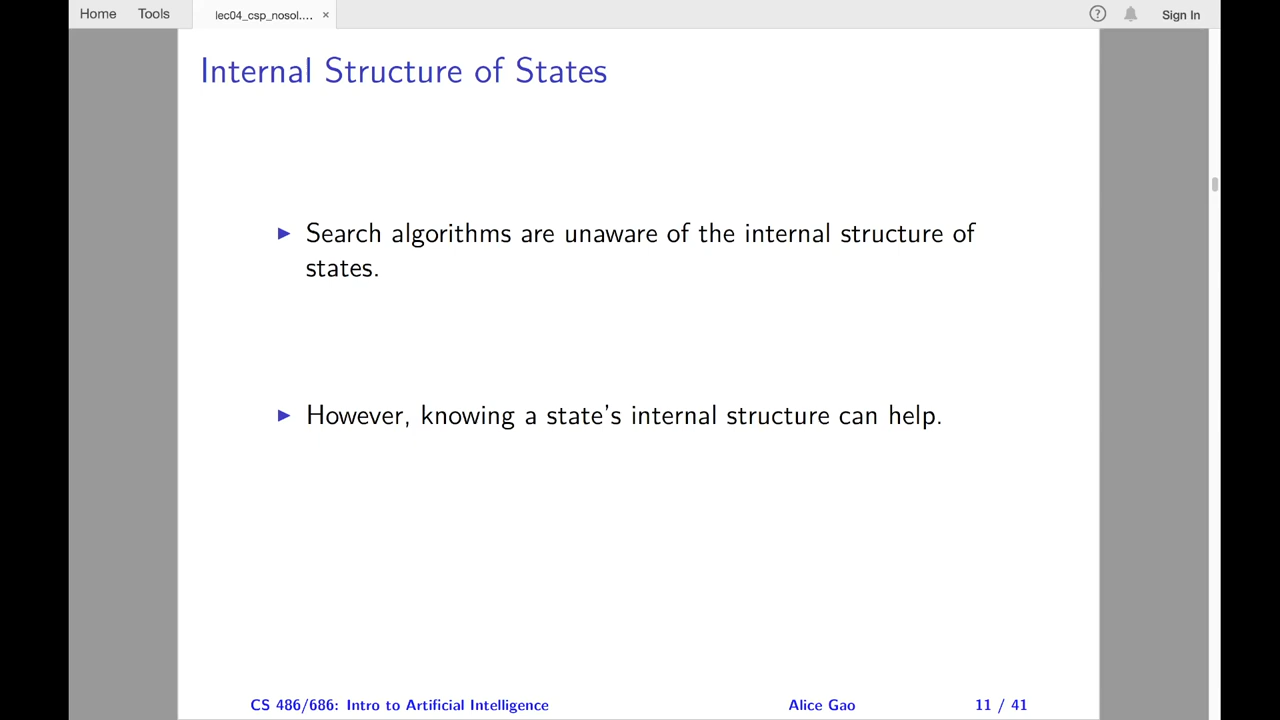 Home Tools lec04_csp_nosol.... × ? Sign In
Internal Structure of States
▶ Search algorithms are unaware of the internal structure of
states.
▶ However, knowing a state's internal structure can help.
CS 486/686: Intro to Artificial Intelligence Alice Gao 11 / 41